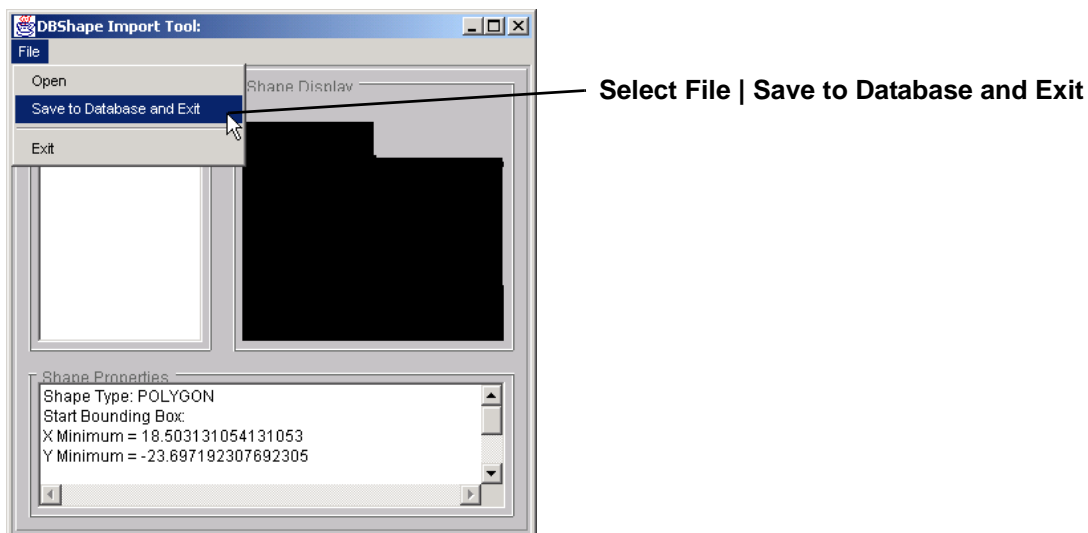 DBShape Import Tool:
File
Open
Save to Database and Exit
Exit
Shape Display
Select File | Save to Database and Exit
Shape Properties
Shape Type: POLYGON
Start Bounding Box:
X Minimum = 18.503131054131053
Y Minimum = -23.697192307692305